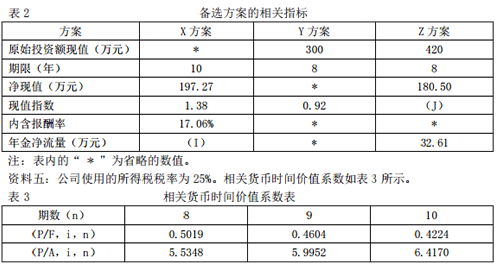 表 2 备选方案的相关指标
方案 X 方案 Y 方案 Z 方案
原始投资额现值（万元） * 300 420
期限（年） 10 8 8
净现值（万元） 197.27 * 180.50
现值指数 1.38 0.92 （J）
内含报酬率 17.06% * *
年金净流量（万元） （I） * 32.61
注：表内的“ * ”为省略的数值。
资料五：公司使用的所得税税率为 25%。相关货币时间价值系数如表 3 所示。
表 3 相关货币时间价值系数表
期数（n） 8 9 10
（P/F，i，n） 0.5019 0.4604 0.4224
（P/A，i，n） 5.5348 5.9952 6.4170